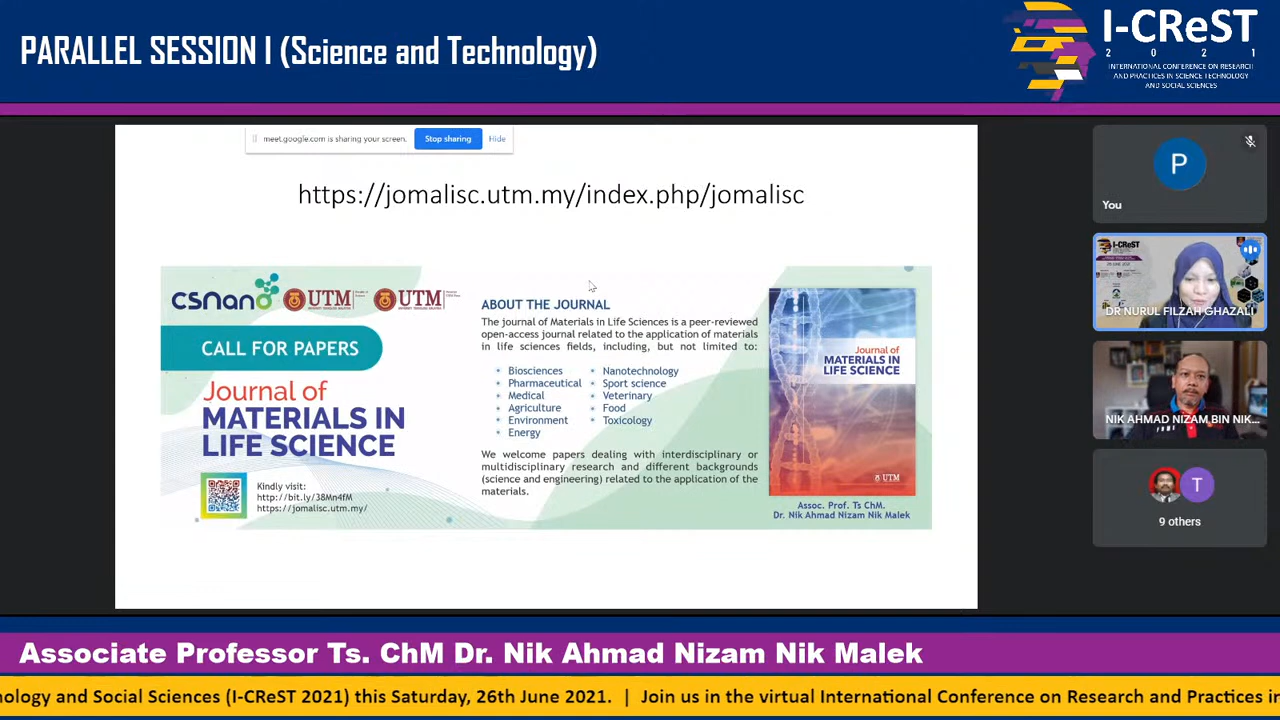 PARALLEL SESSION I (Science and Technology)
I-CReST
2 0 2 1
INTERNATIONAL CONFERENCE ON RESEARCH
AND PRACTICES IN SCIENCE TECHNOLOGY
AND SOCIAL SCIENCES
meet.google.com is sharing your screen.
Stop sharing
Hide
https://jomalisc.utm.my/index.php/jomalisc
CSNano
UTM
UTM
CALL FOR PAPERS
Journal of
MATERIALS IN
LIFE SCIENCE
Kindly visit:
http://bit.ly/38Mn4fM
https://jomalisc.utm.my/
ABOUT THE JOURNAL
The journal of Materials in Life Sciences is a peer-reviewed
open-access journal related to the application of materials
in life sciences fields, including, but not limited to:
Biosciences
Pharmaceutical
Medical
Agriculture
Environment
Energy
Nanotechnology
Sport science
Veterinary
Food
Toxicology
We welcome papers dealing with interdisciplinary or
multidisciplinary research and different backgrounds
(science and engineering) related to the application of the
materials.
Journal of
MATERIALS IN
LIFE SCIENCE
UTM
Assoc. Prof. Ts ChM.
Dr. Nik Ahmad Nizam Nik Malek
P
You
I-CReST
DR NURUL FILZAH GHAZALI
NIK AHMAD NIZAM BIN NIK...
T
9 others
Associate Professor Ts. ChM Dr. Nik Ahmad Nizam Nik Malek
nology and Social Sciences (I-CReST 2021) this Saturday, 26th June 2021. | Join us in the virtual International Conference on Research and Practices in